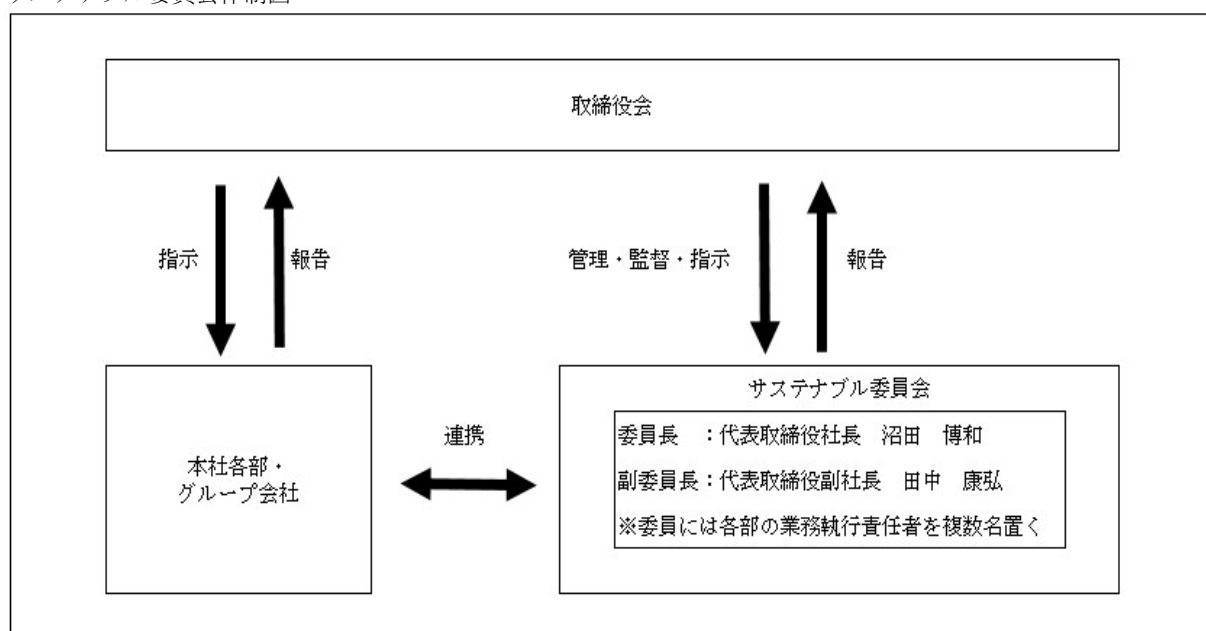 取締役会
指示
報告
管理・監督・指示
報告
本社各部・
グループ会社
連携
サステナブル委員会
委員長　：代表取締役社長　沼田　博和
副委員長：代表取締役副社長　田中　康弘
※委員には各部の業務執行責任者を複数名置く